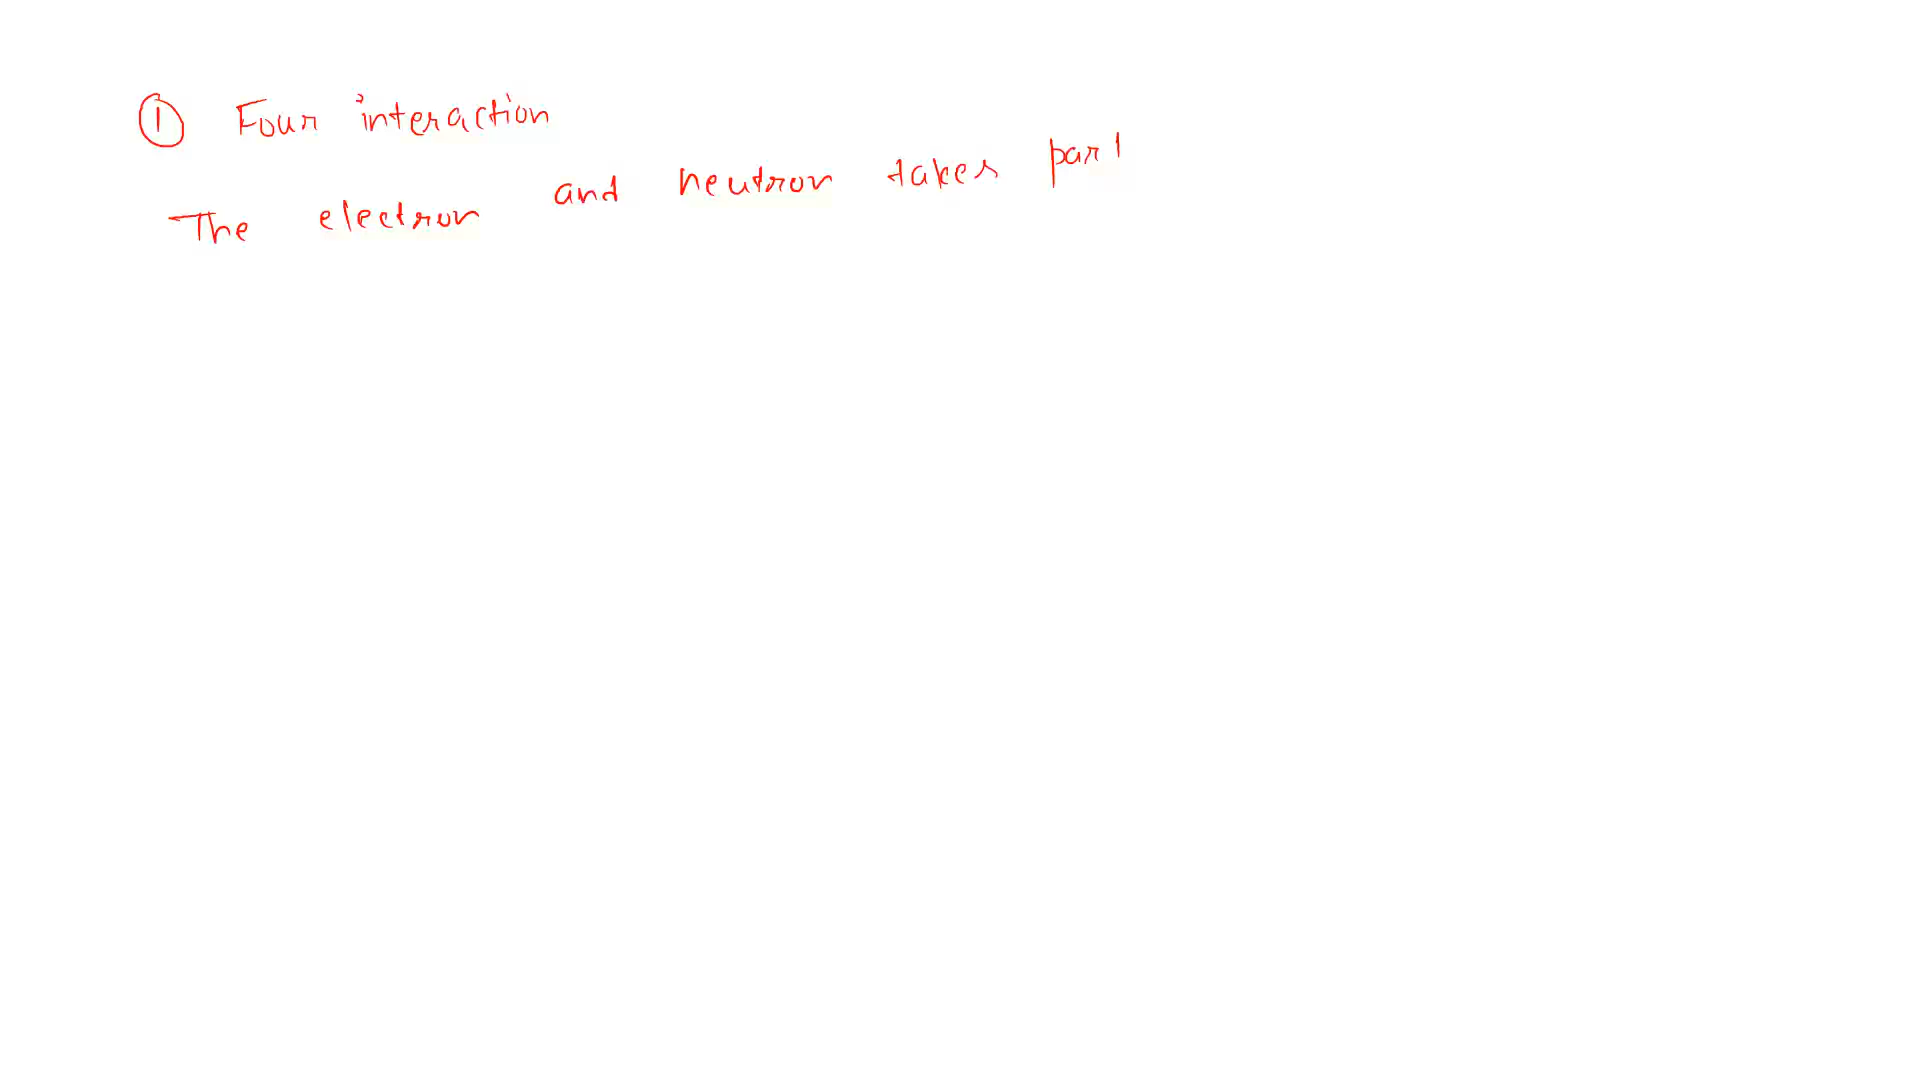 ① Four interaction
The electron and neutron takes part